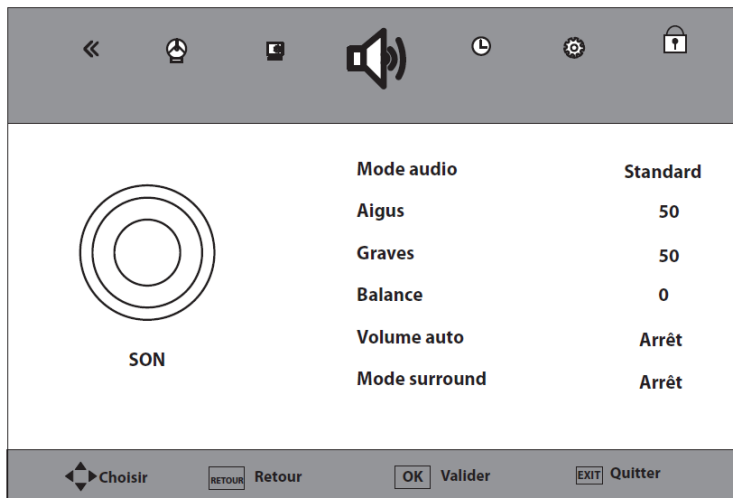 Mode audio Standard
Aigus 50
Graves 50
Balance 0
Volume auto Arrêt
Mode surround Arrêt
SON
Choisir RETOUR Retour OK Valider EXIT Quitter